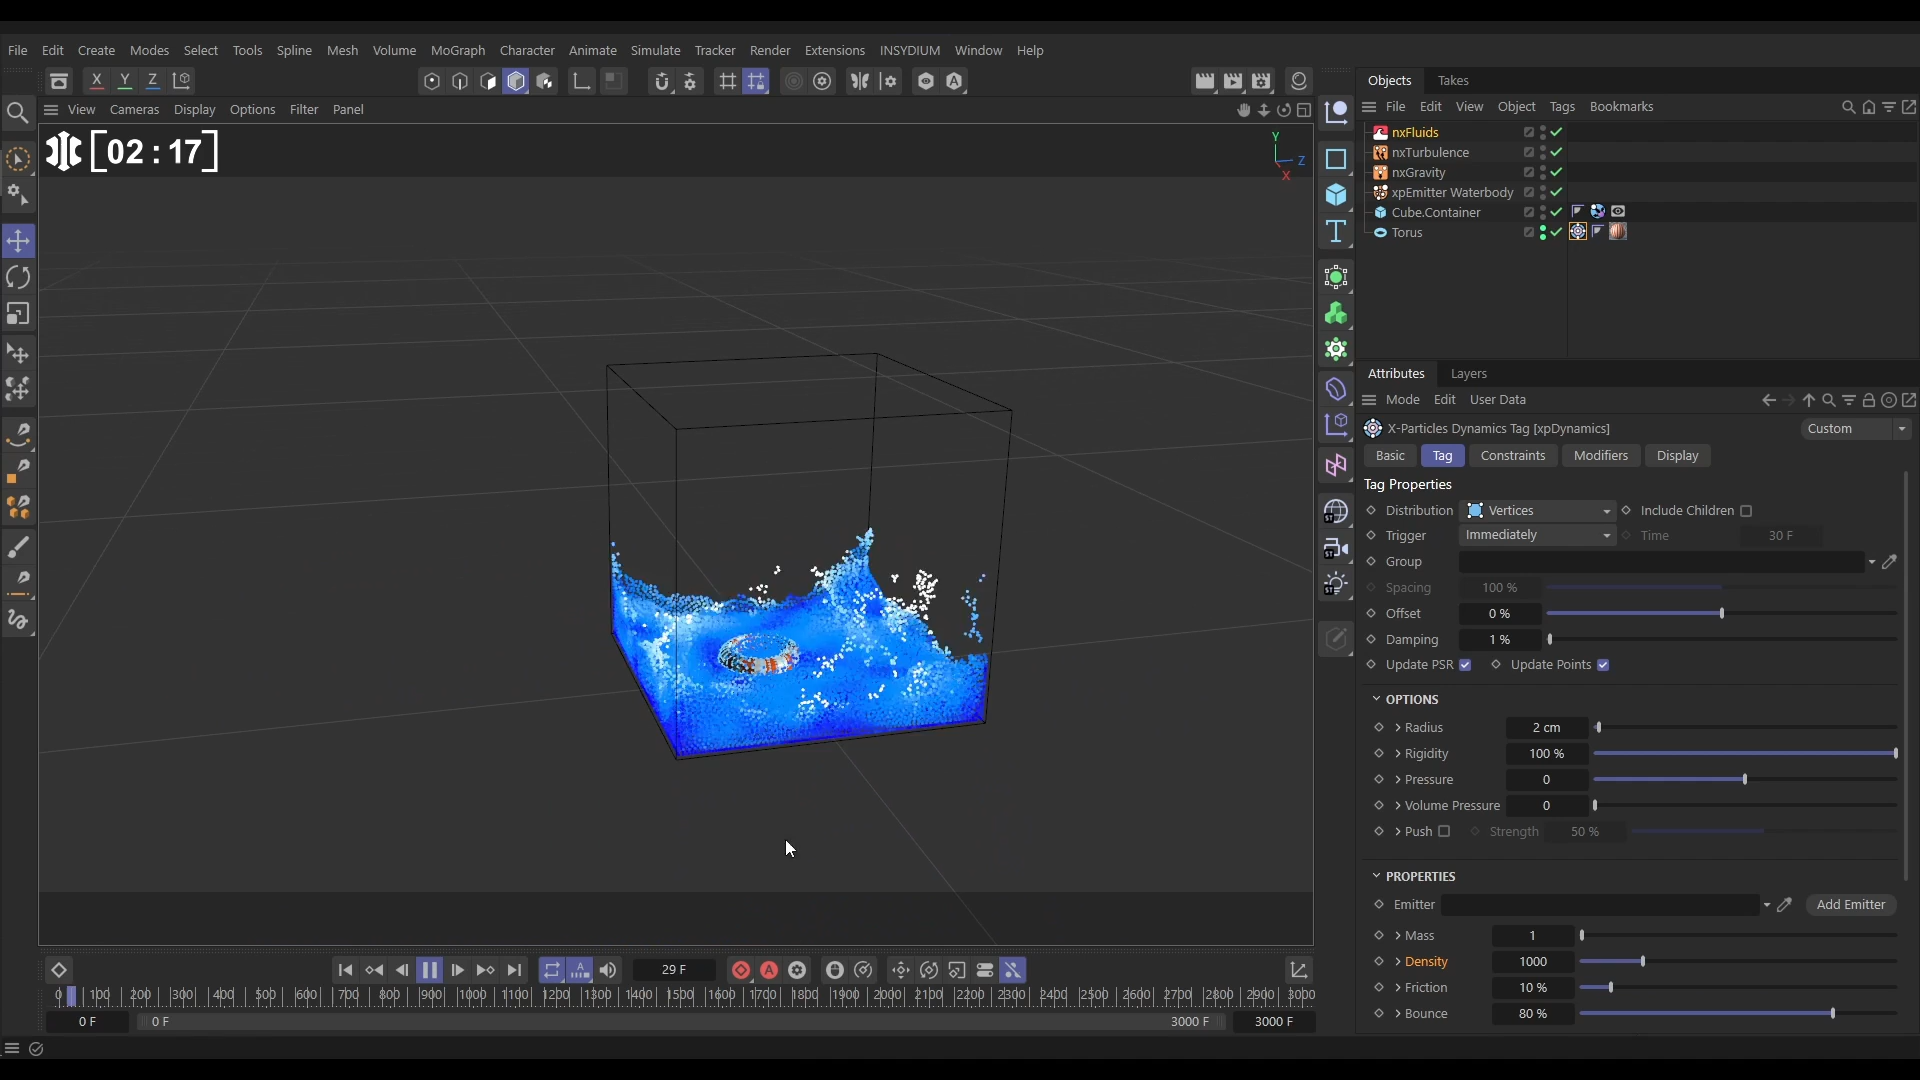 File Edit Create Modes Select Tools Spline Mesh Volume MoGraph Character Animate Simulate Tracker Render Extensions INSYDIUM Window Help
X Y Z
Objects Takes
View Cameras Display Options Filter Panel
File Edit View Object Tags Bookmarks
[02:17]
Y
Z
X
nxFluids
nxTurbulence
nxGravity
xpEmitter Waterbody
Cube.Container
Torus
Attributes Layers
Mode Edit User Data
X-Particles Dynamics Tag [xpDynamics] Custom
Basic Tag Constraints Modifiers Display
Tag Properties
Distribution Vertices Include Children
Trigger Immediately Time 30 F
Group
Spacing 100 %
Offset 0 %
Damping 1 %
Update PSR Update Points
OPTIONS
Radius 2 cm
Rigidity 100 %
Pressure 0
Volume Pressure 0
Push Strength 50 %
PROPERTIES
Emitter Add Emitter
Mass 1
Density 1000
Friction 10 %
Bounce 80 %
29 F
0 100 200 300 400 500 600 700 800 900 1000 1100 1200 1300 1400 1500 1600 1700 1800 1900 2000 2100 2200 2300 2400 2500 2600 2700 2800 2900 3000
0 F 0 F 3000 F 3000 F